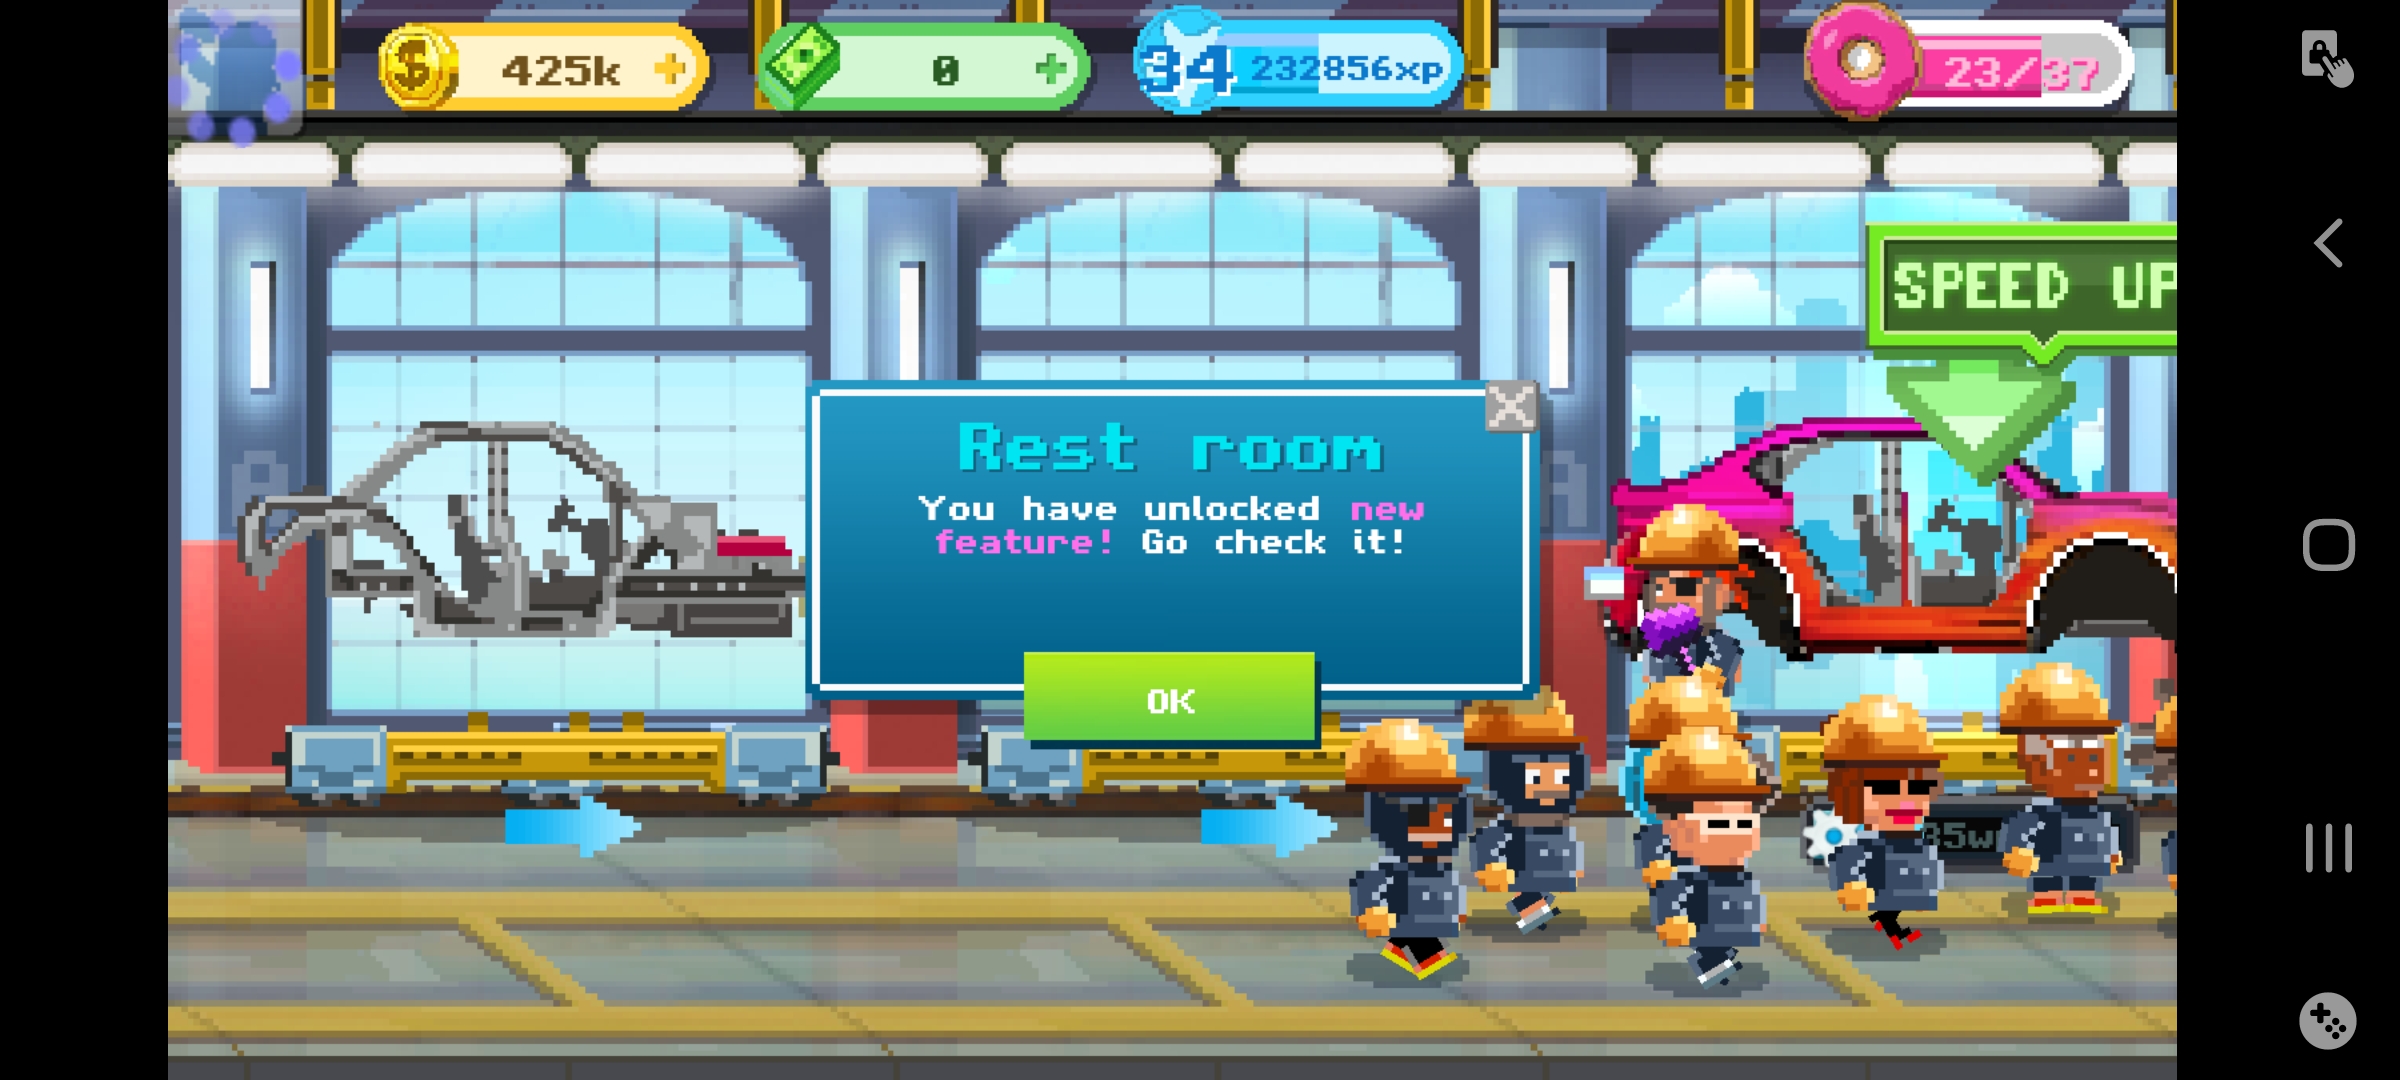 425k +
0 +
34 232856xp
23/37
SPEED UP
Rest room
You have unlocked new
feature! Go check it!
OK